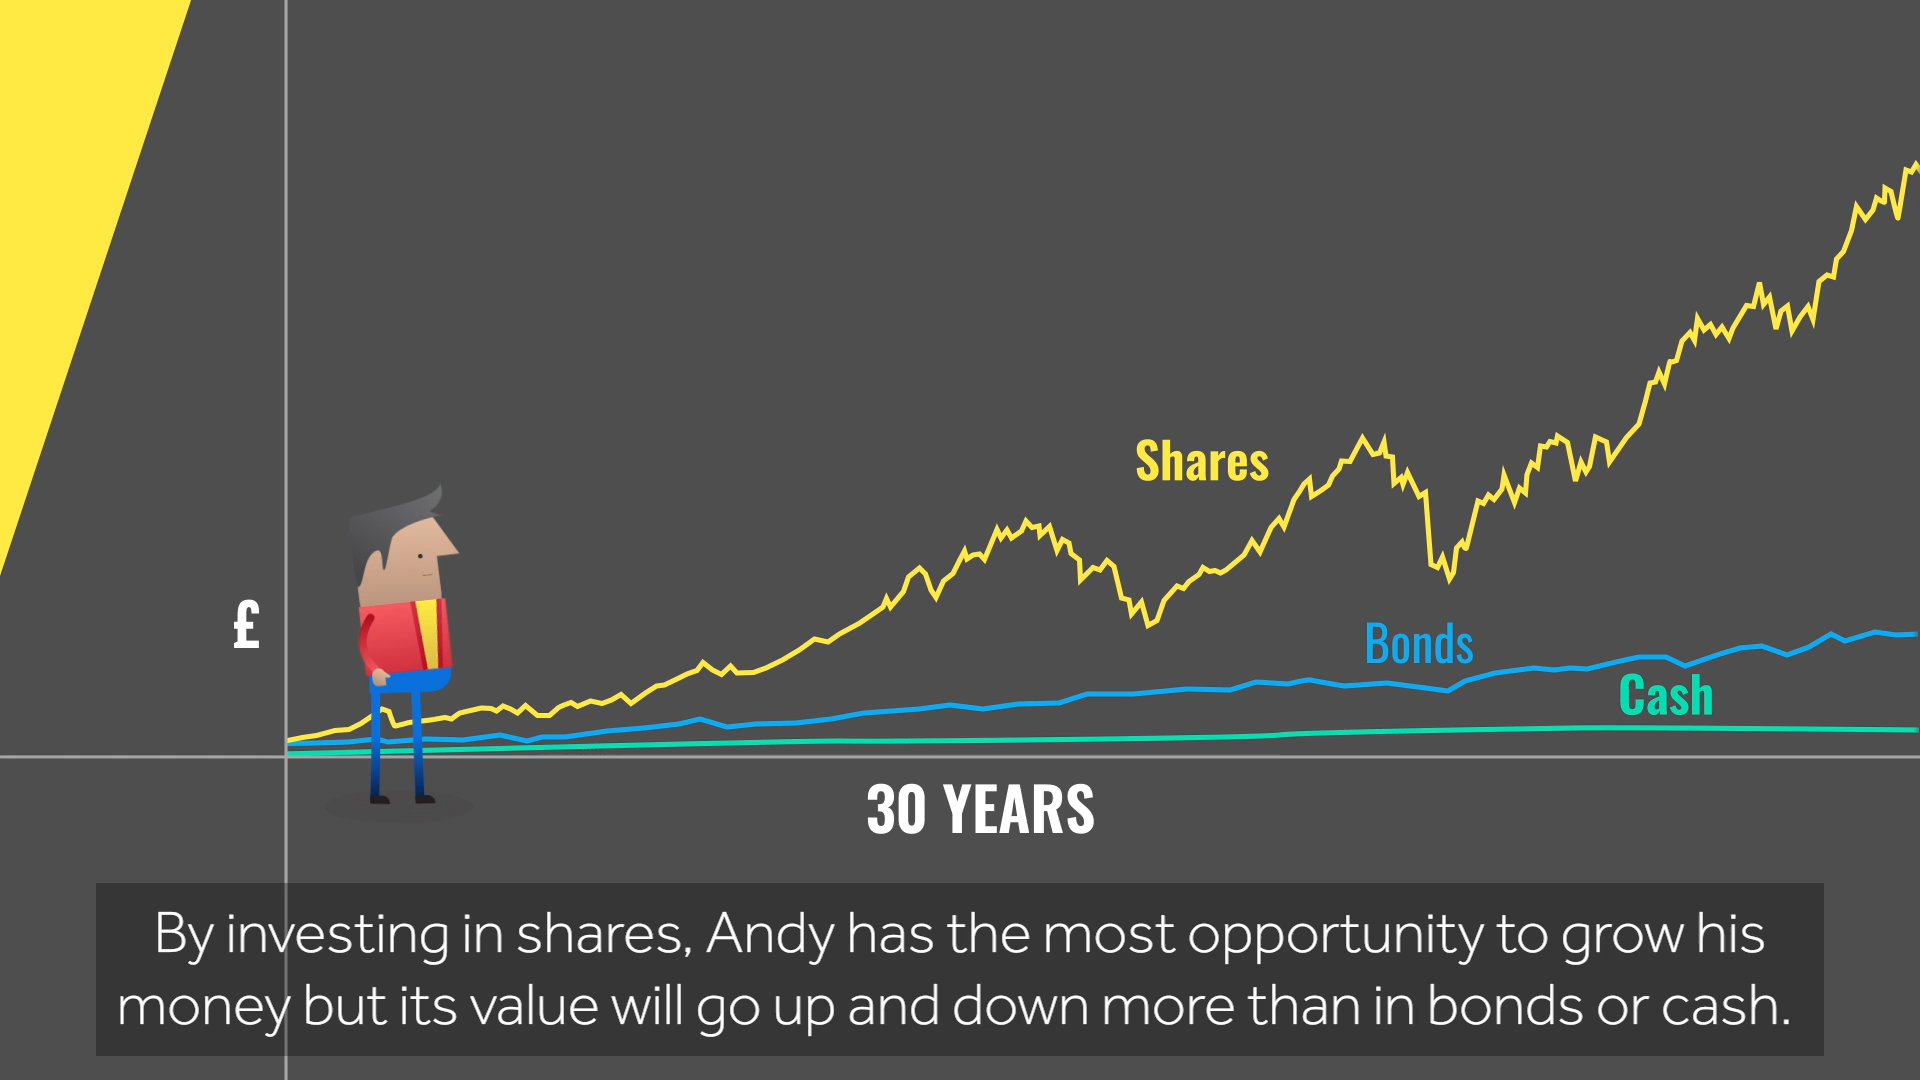 Shares
£
Bonds
Cash
30 YEARS
By investing in shares, Andy has the most opportunity to grow his
money but its value will go up and down more than in bonds or cash.